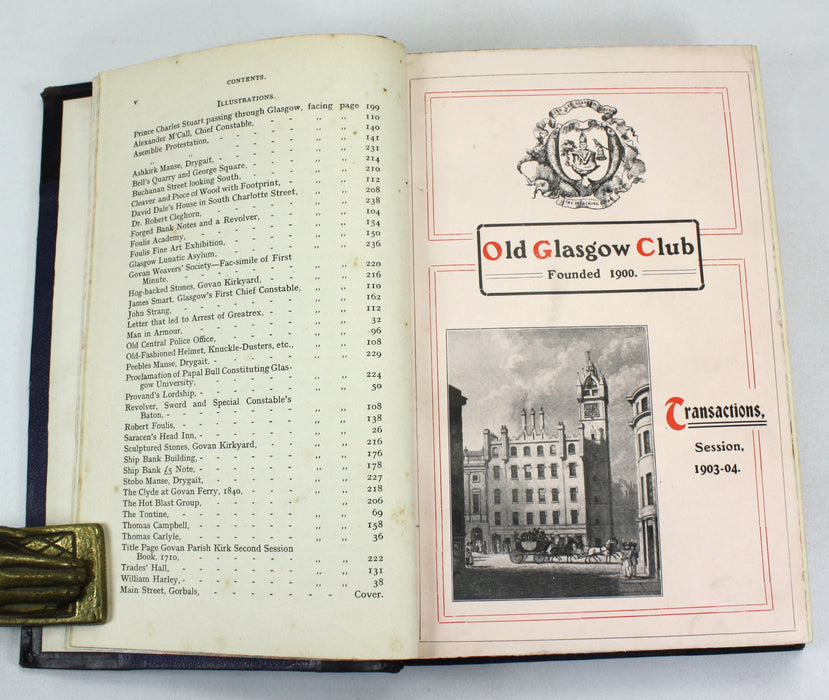 CONTENTS.
v
ILLUSTRATIONS.
Prince Charles Stuart passing through Glasgow, facing page 199
Alexander M'Call, Chief Constable, - - - ,, ,, 110
Asemblie Protestation, - - - - ,, ,, 140
,, ,, - - - - ,, ,, 141
Ashkirk Manse, Drygait, - - - - ,, ,, 231
Bell's Quarry and George Square, - - - ,, ,, 214
Buchanan Street looking South, - - - ,, ,, 210
Cleaver and Piece of Wood with Footprint, - - ,, ,, 112
David Dale's House in South Charlotte Street, - ,, ,, 208
Dr. Robert Cleghorn, - - - - ,, ,, 238
Forged Bank Notes and a Revolver, - - - ,, ,, 104
Foulis Academy, - - - - - ,, ,, 154
Foulis Fine Art Exhibition, - - - - ,, ,, 150
Glasgow Lunatic Asylum, - - - - ,, ,, 236
Govan Weavers' Society—Fac-simile of First
Minute, - - - - - ,, ,, 220
Hog-backed Stones, Govan Kirkyard, - - - ,, ,, 216
James Smart, Glasgow's First Chief Constable, - ,, ,, 110
John Strang, - - - - - ,, ,, 162
Letter that led to Arrest of Greatrex, - - ,, ,, 112
Man in Armour, - - - - - ,, ,, 32
Old Central Police Office, - - - - ,, ,, 96
Old-Fashioned Helmet, Knuckle-Dusters, etc., - ,, ,, 108
Peebles Manse, Drygait. - - - - ,, ,, 229
Proclamation of Papal Bull Constituting Glas-
gow University, - - - - ,, ,, 224
Provand's Lordship, - - - - - ,, ,, 50
Revolver, Sword and Special Constable's
Baton, - - - - - ,, ,, 108
Robert Foulis, - - - - - ,, ,, 138
Saracen's Head Inn, - - - - - ,, ,, 26
Sculptured Stones, Govan Kirkyard, - - - ,, ,, 216
Ship Bank Building, - - - - - ,, ,, 176
Ship Bank £5 Note, - - - - - ,, ,, 178
Stobo Manse, Drygait, - - - - ,, ,, 227
The Clyde at Govan Ferry, 1840, - - - ,, ,, 218
The Hot Blast Group, - - - - ,, 206
The Tontine, - - - - - ,, ,, 69
Thomas Campbell, - - - - - ,, ,, 158
Thomas Carlyle, - - - - - ,, ,, 36
Title Page Govan Parish Kirk Second Session
Book, 1710, - - - - - ,, ,, 222
Trades' Hall, - - - - - ,, ,, 131
William Harley, - - - - - ,, ,, 38
Main Street, Gorbals, - - - - - Cover.
Old Glasgow Club
Founded 1900.
Transactions,
Session,
1903-04.